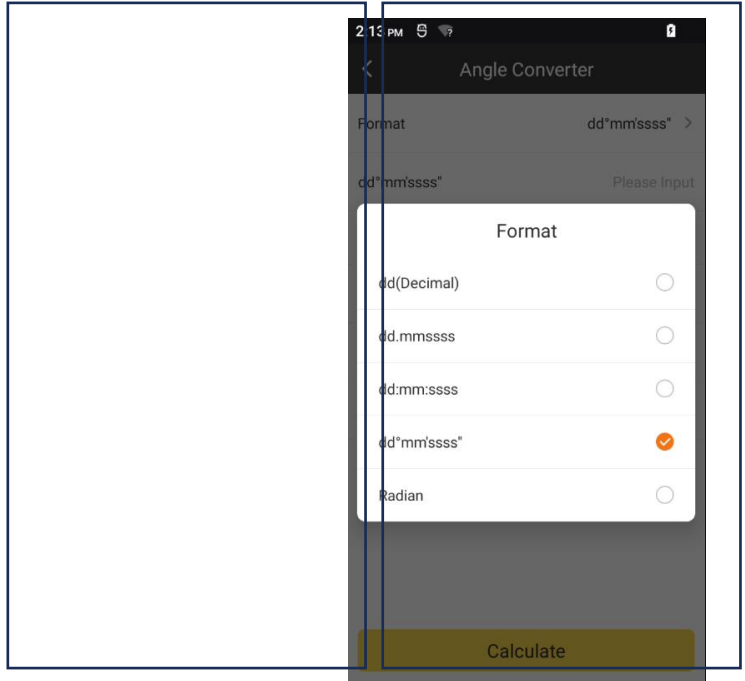 2:13 PM
Angle Converter
Format dd°mm'ssss"
dd°mm'ssss" Please Input
Format
dd(Decimal)
dd.mmssss
dd:mm:ssss
dd°mm'ssss"
Radian
Calculate